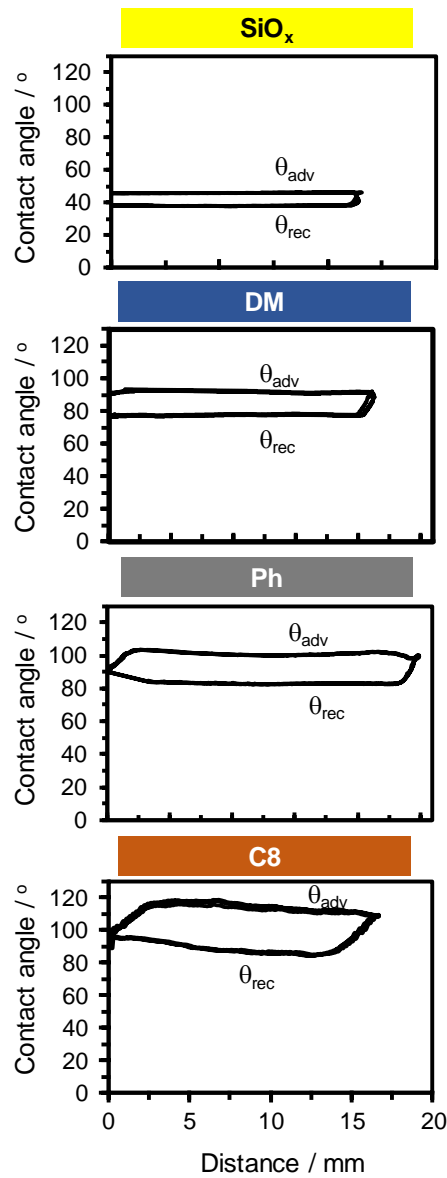 SiOₓ
Contact angle / º
120
100
80
60
40
20
0
θadv
θrec
DM
Contact angle / º
120
100
80
60
40
20
0
θadv
θrec
Ph
Contact angle / º
120
100
80
60
40
20
0
θadv
θrec
C8
Contact angle / º
120
100
80
60
40
20
0
θadv
θrec
0 5 10 15 20
Distance / mm